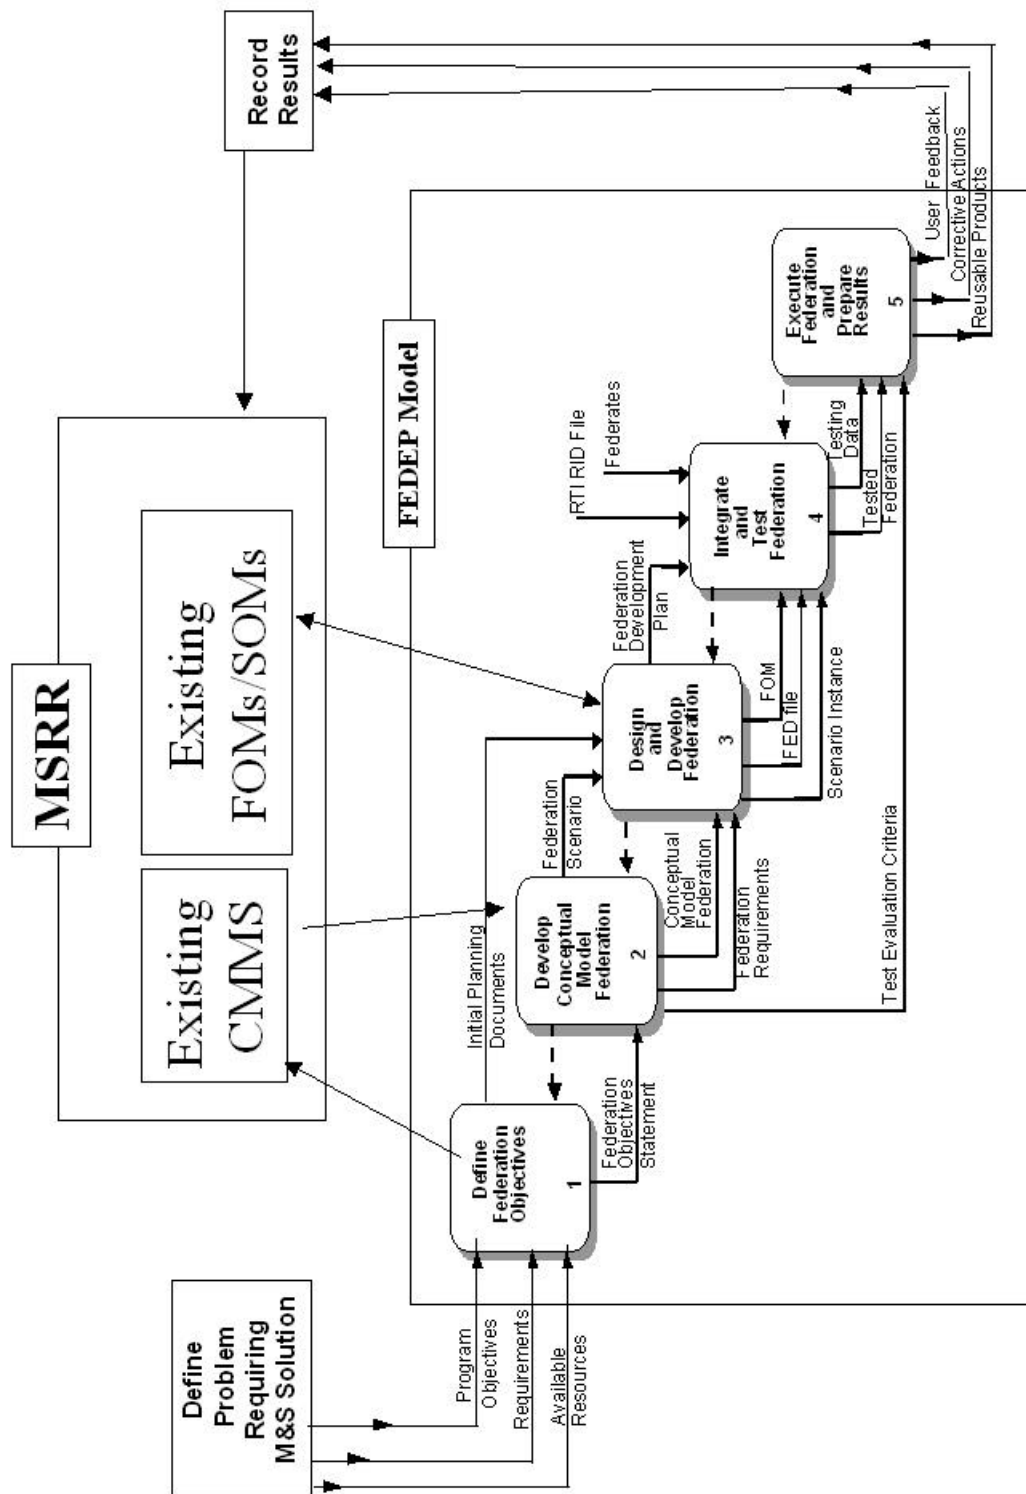 MSRR
Existing
CMMS
Existing
FOMs/SOMs
Define
Problem
Requiring
M&S Solution
Record
Results
FEDEP Model
Program
Objectives
Requirements
Available
Resources
Define
Federation
Objectives
1
Initial Planning
Documents
Federation
Objectives
Statement
Develop
Conceptual
Model
Federation
2
Federation
Scenario
Conceptual
Model
Federation
Federation
Requirements
Test Evaluation Criteria
Design
and
Develop
Federation
3
Federation
Development
Plan
FOM
FED file
Scenario Instance
RTI RID File
Federates
Integrate
and
Test
Federation
4
Testing
Data
Tested
Federation
Execute
Federation
and
Prepare
Results
5
User Feedback
Corrective Actions
Reusable Products